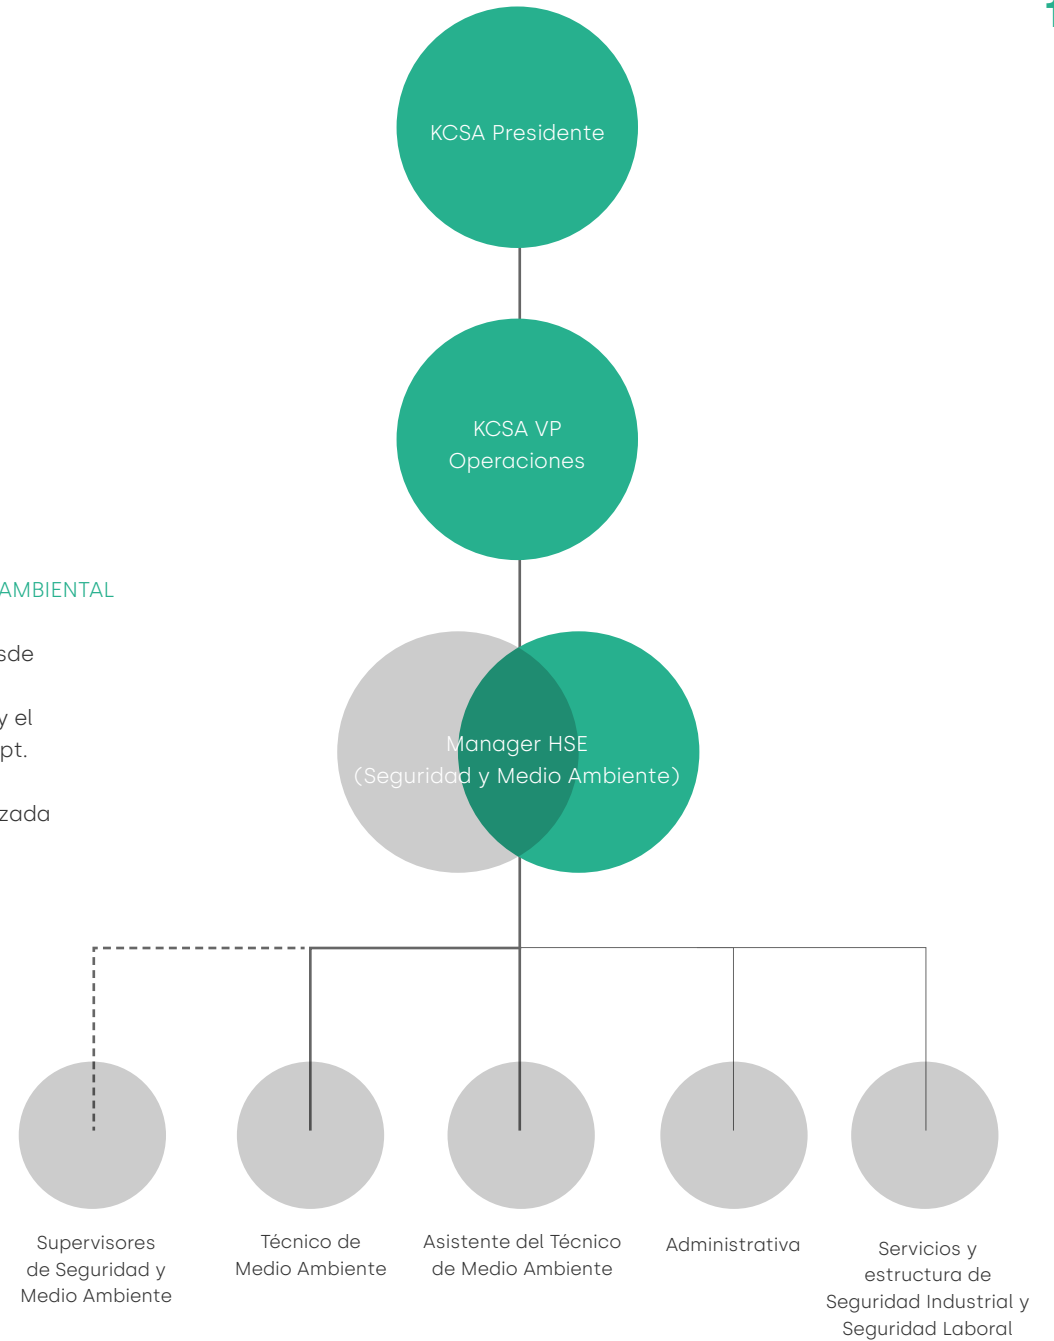 KCSA Presidente
KCSA VP
Operaciones
AMBIENTAL
sde
y el
pt.
zada
Manager HSE
(Seguridad y Medio Ambiente)
Supervisores
de Seguridad y
Medio Ambiente
Técnico de
Medio Ambiente
Asistente del Técnico
de Medio Ambiente
Administrativa
Servicios y
estructura de
Seguridad Industrial y
Seguridad Laboral